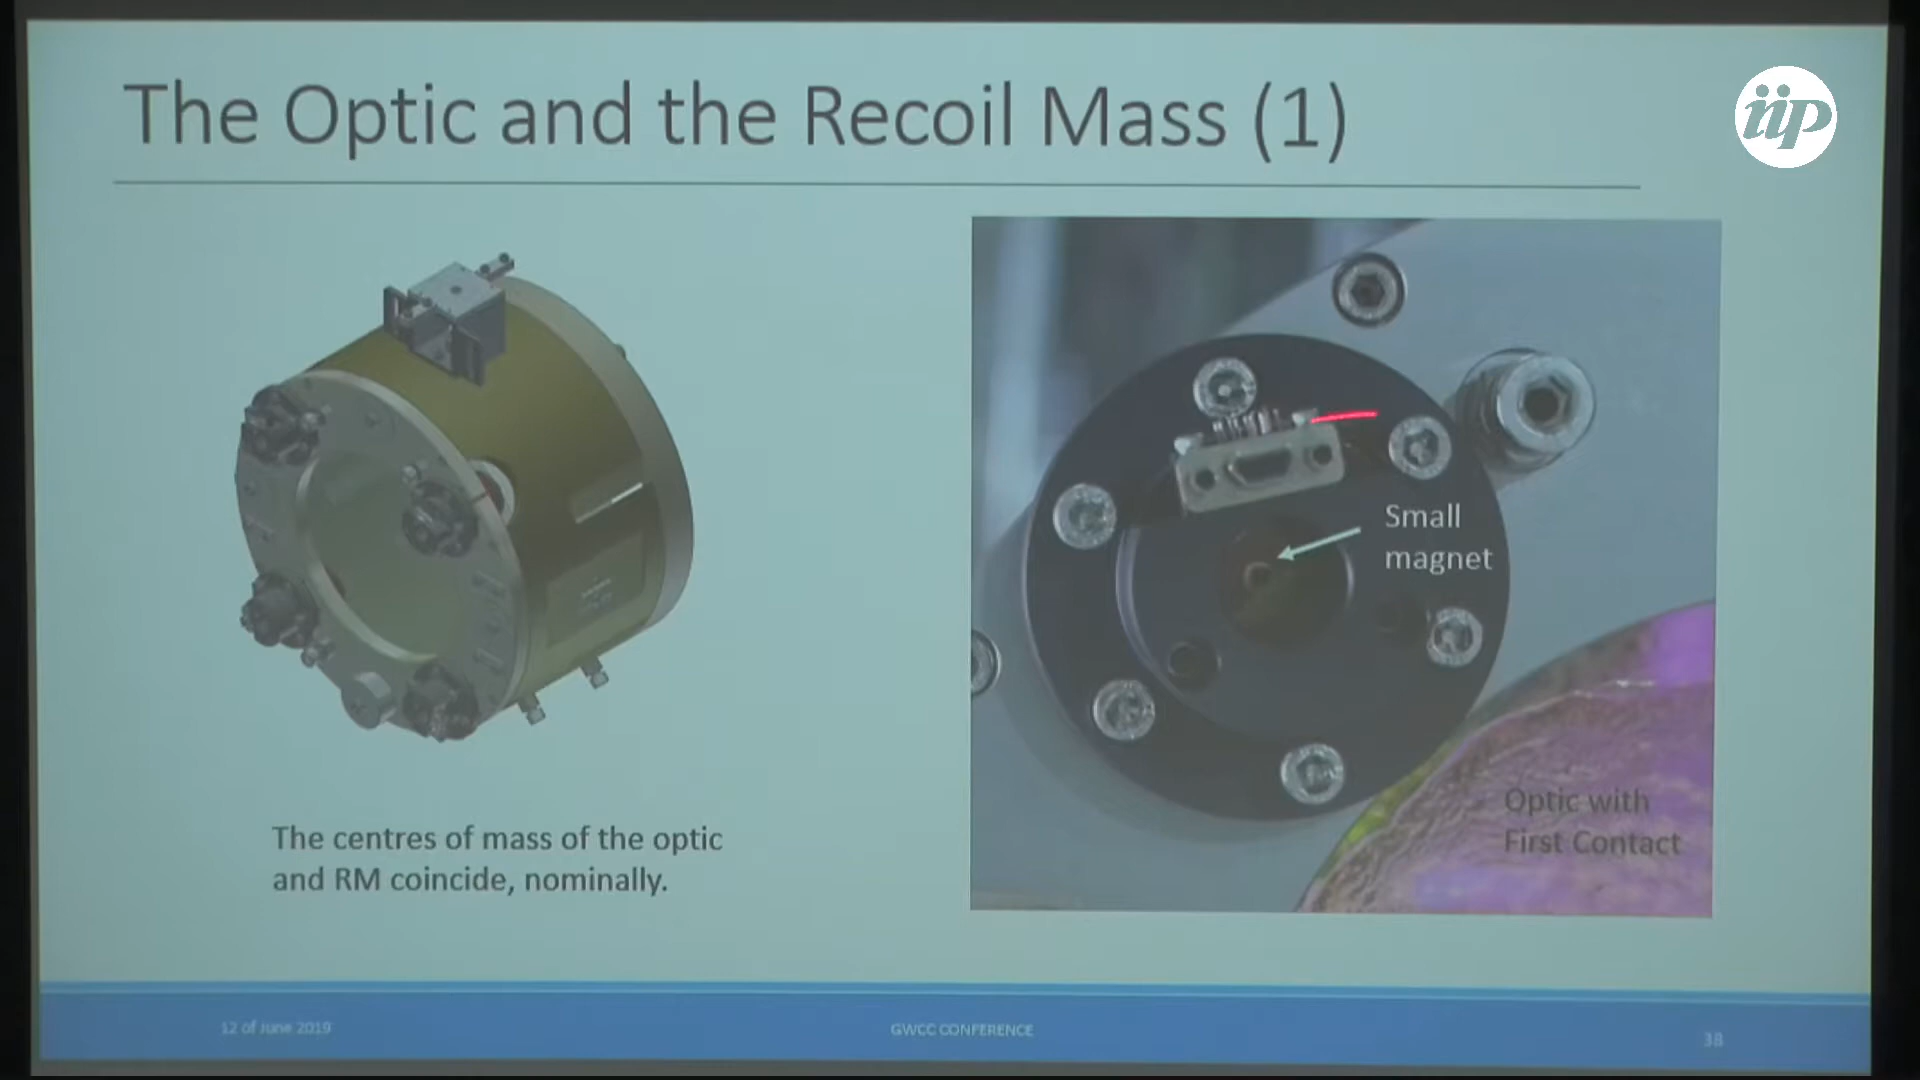 The Optic and the Recoil Mass (1)
iip
Small
magnet
Optic with
First Contact
The centres of mass of the optic
and RM coincide, nominally.
12 of June 2019
GWCC CONFERENCE
38